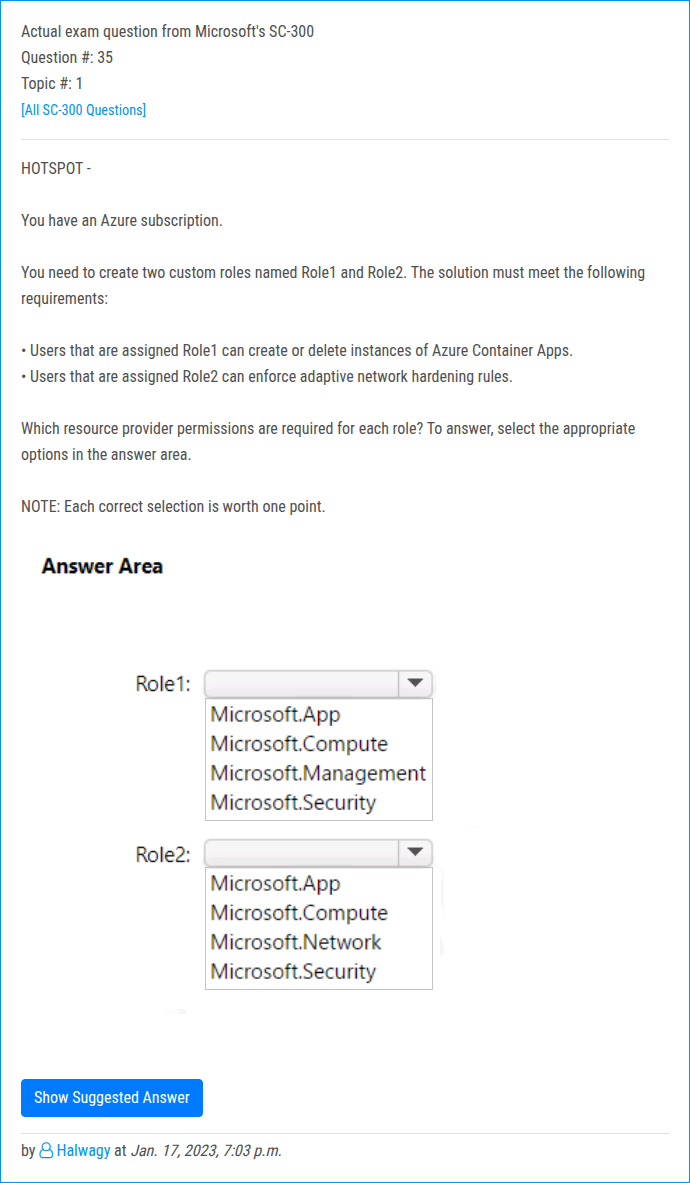 Actual exam question from Microsoft's SC-300
Question #: 35
Topic #: 1
[All SC-300 Questions]
HOTSPOT -
You have an Azure subscription.
You need to create two custom roles named Role1 and Role2. The solution must meet the following
requirements:
• Users that are assigned Role1 can create or delete instances of Azure Container Apps.
• Users that are assigned Role2 can enforce adaptive network hardening rules.
Which resource provider permissions are required for each role? To answer, select the appropriate
options in the answer area.
NOTE: Each correct selection is worth one point.
Answer Area
Role1:
Microsoft.App
Microsoft.Compute
Microsoft.Management
Microsoft.Security
Role2:
Microsoft.App
Microsoft.Compute
Microsoft.Network
Microsoft.Security
Show Suggested Answer
by Halwagy at Jan. 17, 2023, 7:03 p.m.